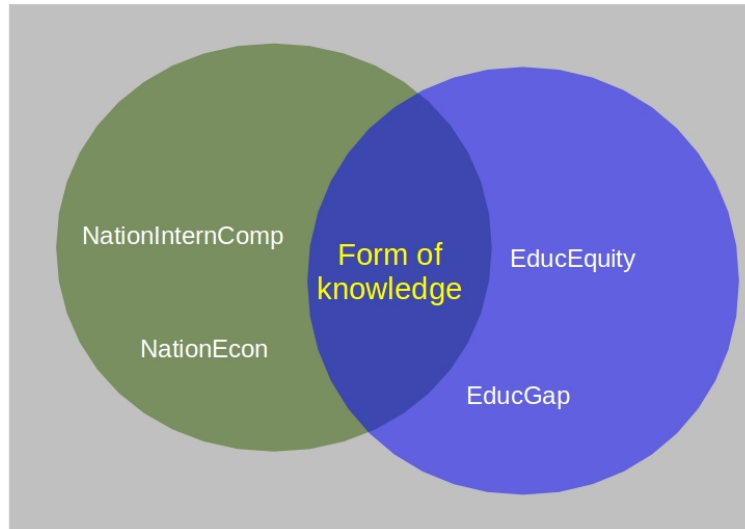 NationInternComp
Form of
knowledge
EducEquity
NationEcon
EducGap